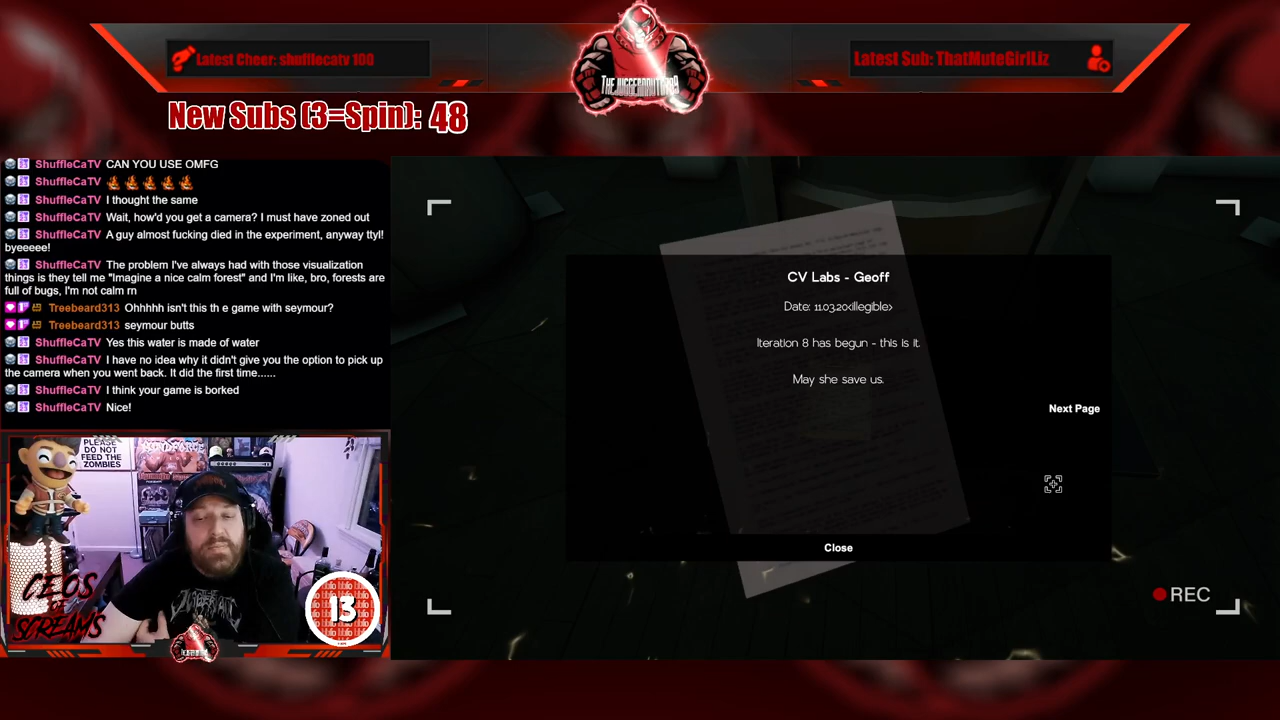 Latest Cheer: shufflecatv 100
THEJUGGERNAUT0789
Latest Sub: ThatMuteGirlLiz
New Subs (3=Spin): 48
ShuffleCaTV CAN YOU USE OMFG
ShuffleCaTV
ShuffleCaTV I thought the same
ShuffleCaTV Wait, how'd you get a camera? I must have zoned out
ShuffleCaTV A guy almost fucking died in the experiment, anyway ttyl!
byeeeee!
ShuffleCaTV The problem I've always had with those visualization
things is they tell me "Imagine a nice calm forest" and I'm like, bro, forests are
full of bugs, I'm not calm rn
Treebeard313 Ohhhhh isn't this th e game with seymour?
Treebeard313 seymour butts
ShuffleCaTV Yes this water is made of water
ShuffleCaTV I have no idea why it didn't give you the option to pick up
the camera when you went back. It did the first time......
ShuffleCaTV I think your game is borked
ShuffleCaTV Nice!
CV Labs - Geoff
Date: 11.03.20<illegible>
Iteration 8 has begun - this is it.
May she save us.
Next Page
Close
REC
PLEASE
DO NOT
FEED THE
ZOMBIES
CEOS
OF
SCREAMS
13